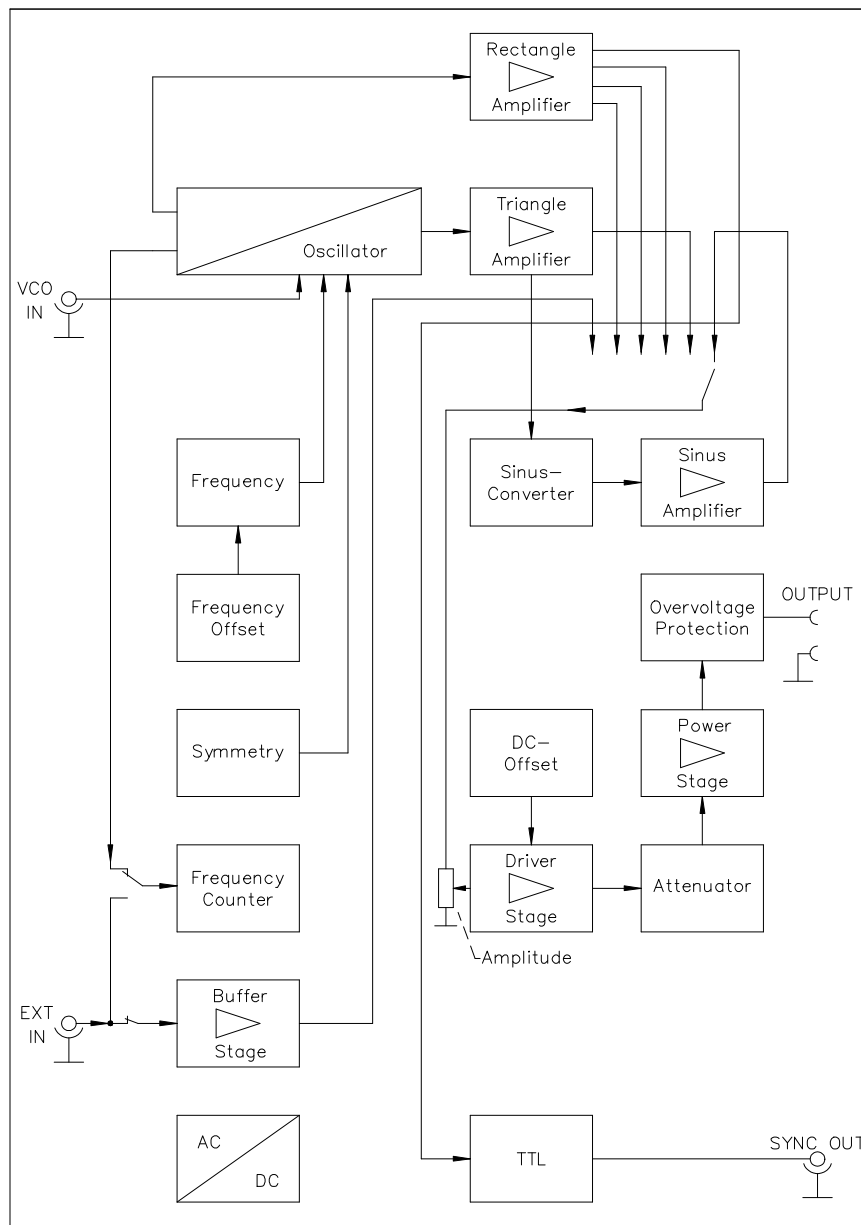 Rectangle
Amplifier
Oscillator
Triangle
Amplifier
VCO
IN
Frequency
Sinus-
Converter
Sinus
Amplifier
Frequency
Offset
Overvoltage
Protection
OUTPUT
Symmetry
DC-
Offset
Power
Stage
Frequency
Counter
Driver
Stage
Attenuator
Amplitude
EXT
IN
Buffer
Stage
AC
DC
TTL
SYNC OUT